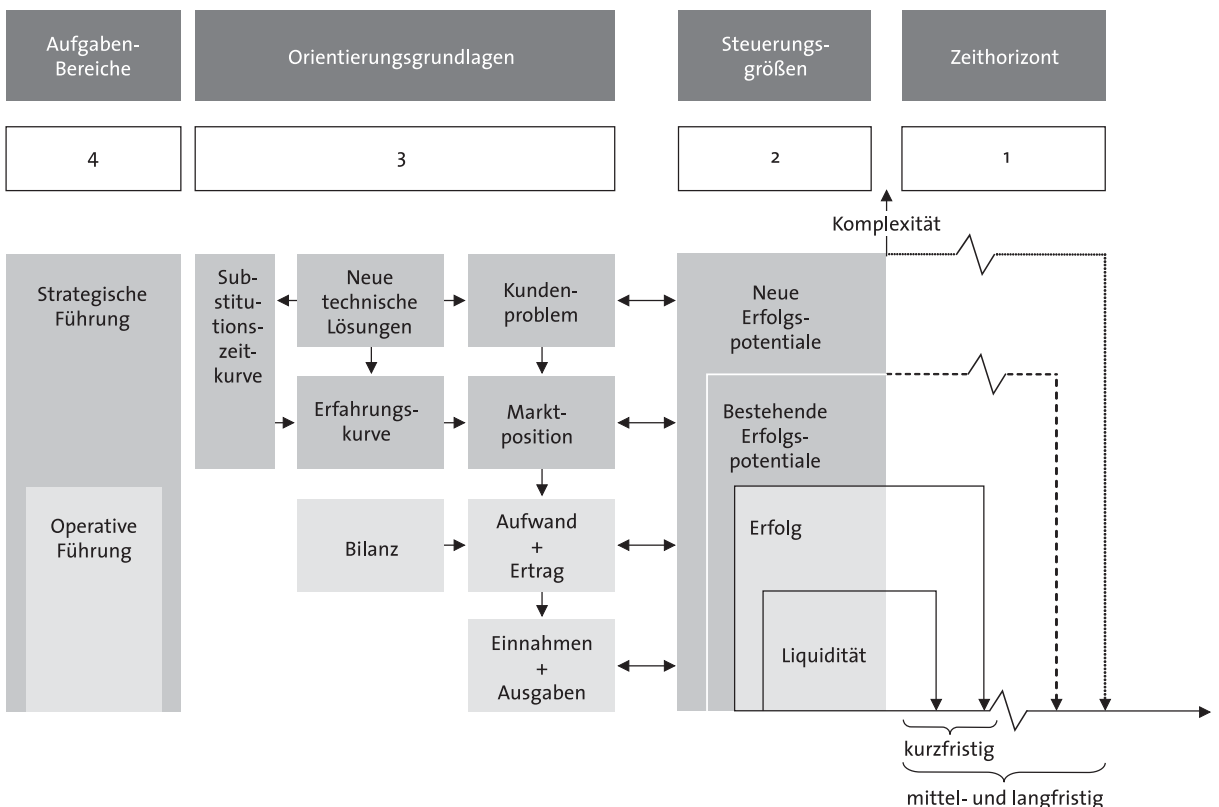 Aufgaben-
Bereiche
Orientierungsgrundlagen
Steuerungs-
größen
Zeithorizont
4
3
2
1
Komplexität
Strategische
Führung
Sub-
stitu-
tions-
zeit-
kurve
Neue
technische
Lösungen
Kunden-
problem
Neue
Erfolgs-
potentiale
Erfahrungs-
kurve
Markt-
position
Bestehende
Erfolgs-
potentiale
Operative
Führung
Bilanz
Aufwand
+
Ertrag
Erfolg
Einnahmen
+
Ausgaben
Liquidität
kurzfristig
mittel- und langfristig